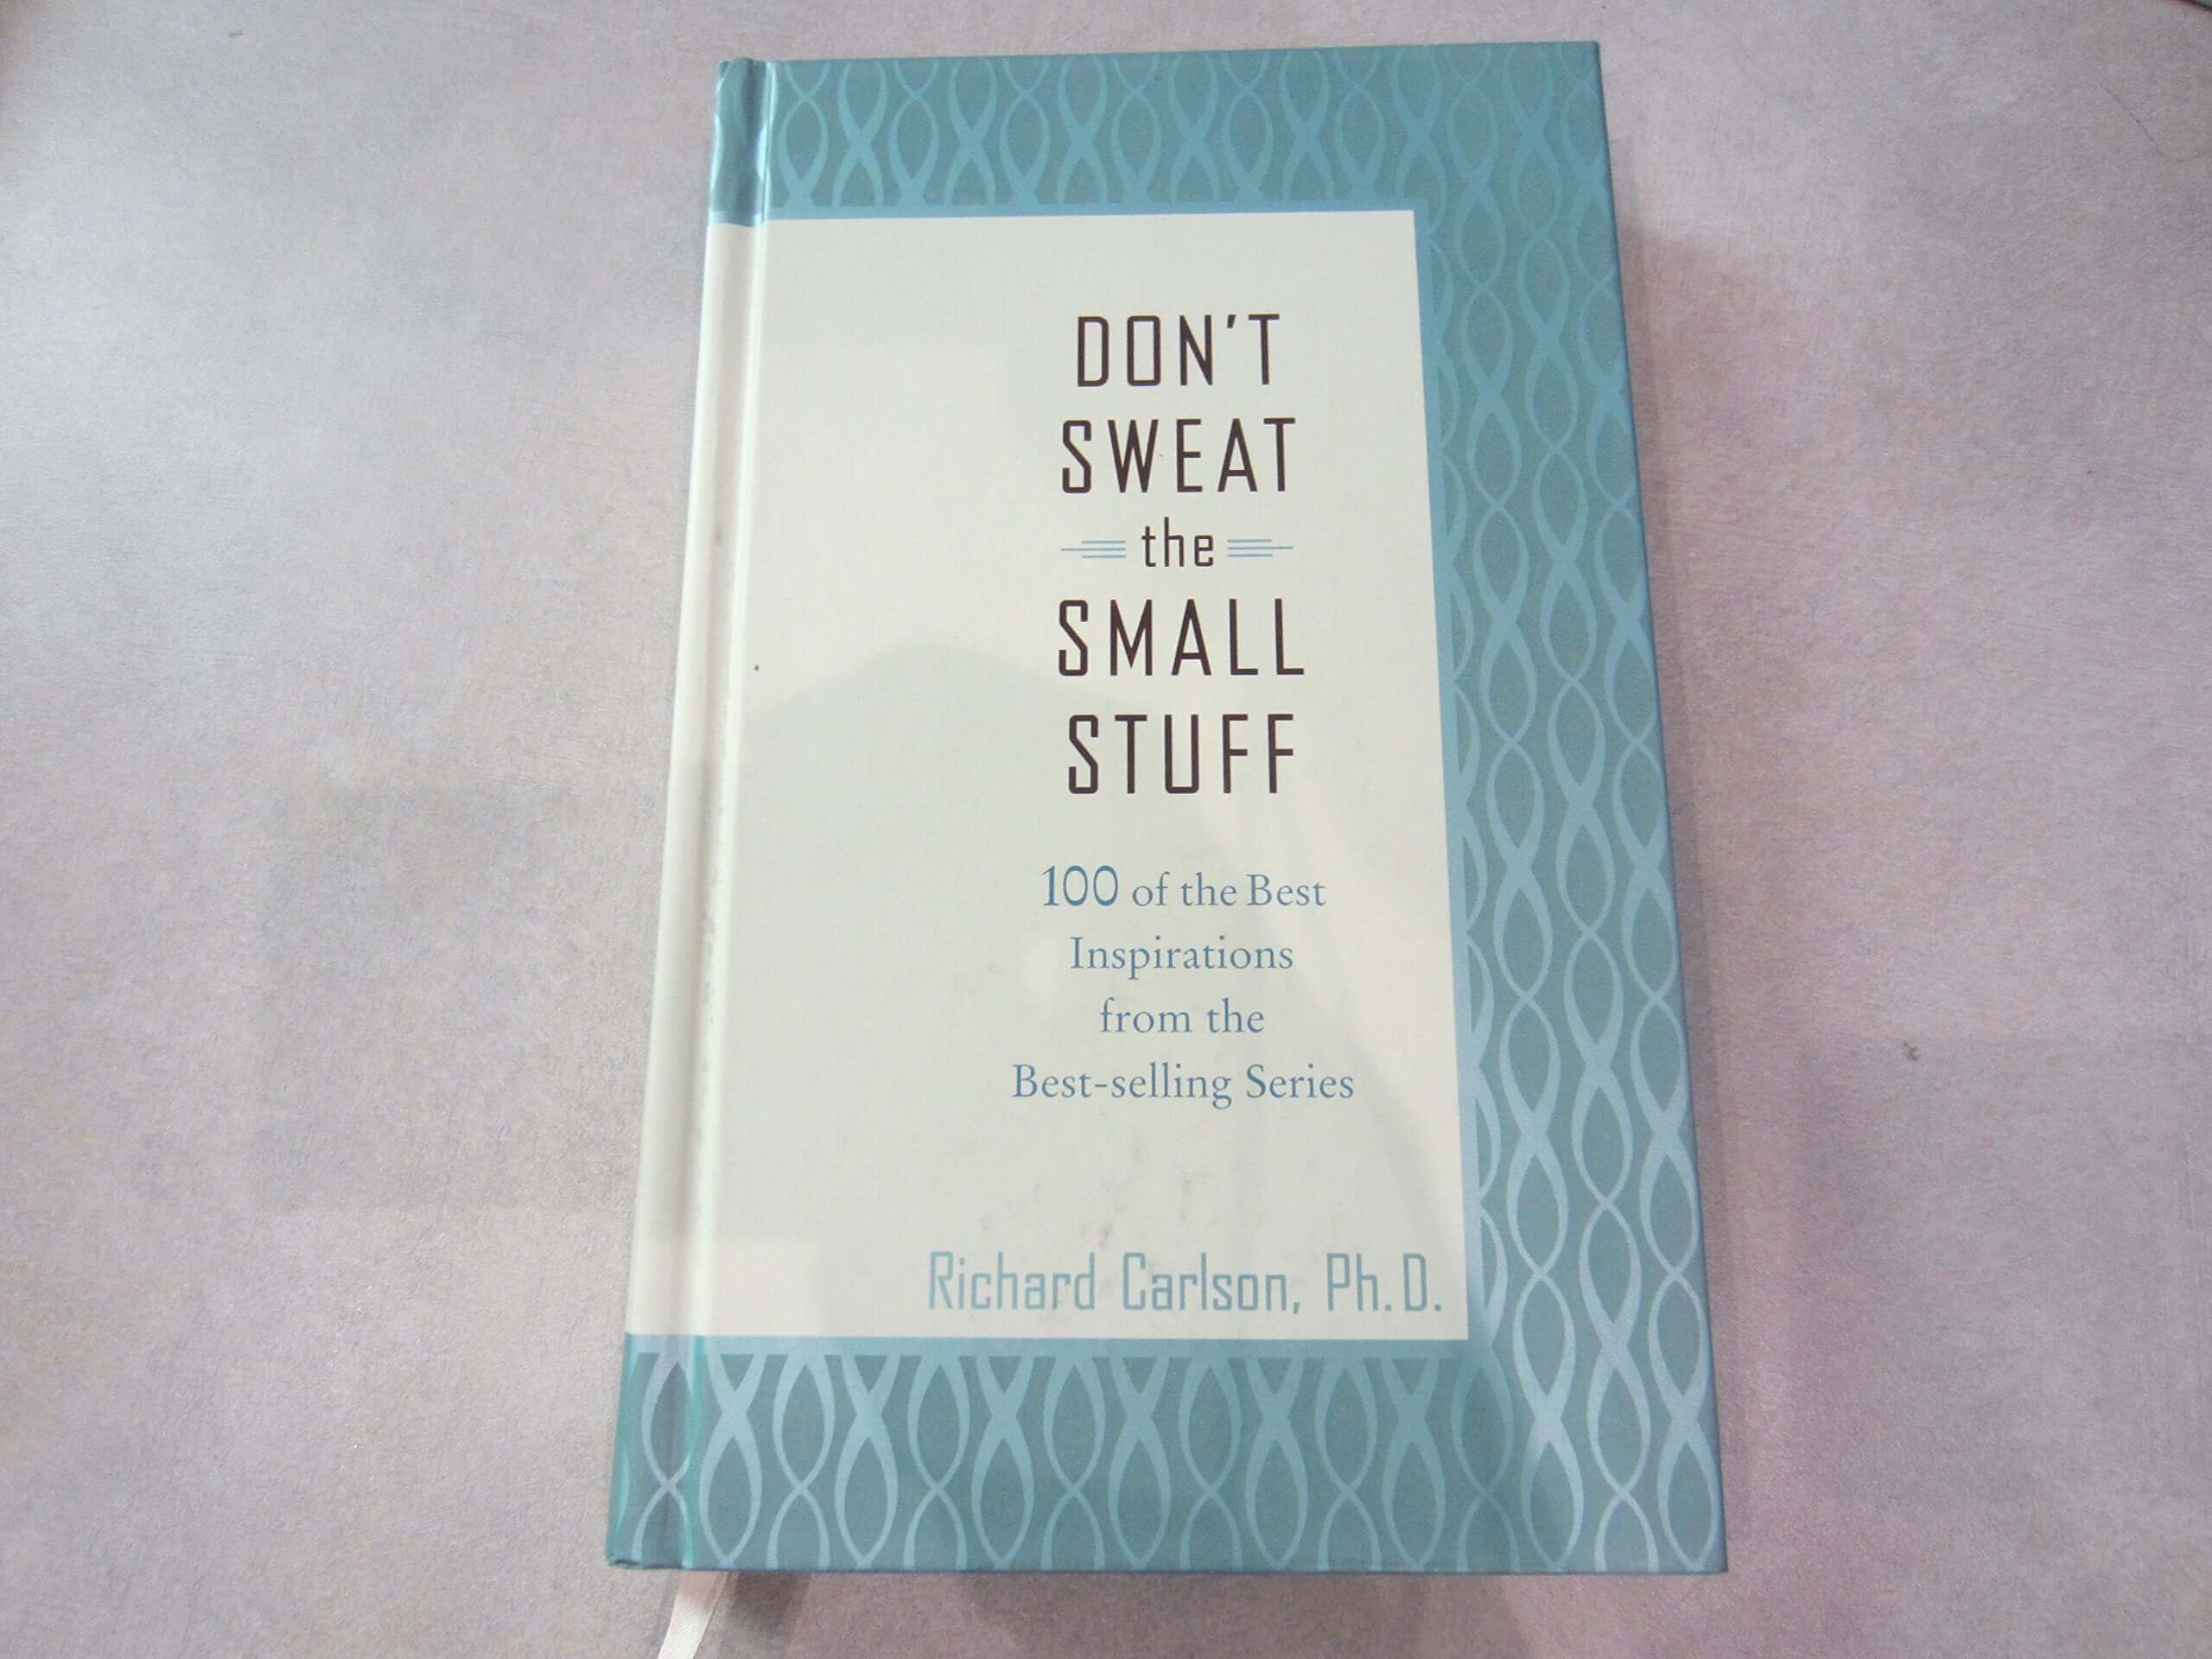 DON'T
SWEAT
the
SMALL
STUFF
100 of the Best
Inspirations
from the
Best-selling Series
Richard Carlson, Ph.D.